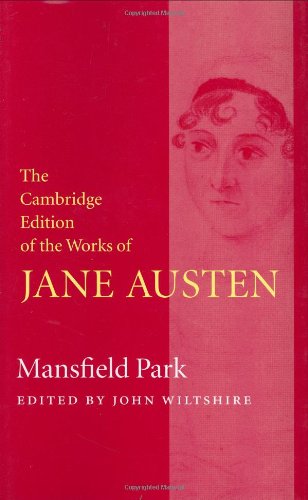 The
Cambridge
Edition
of the Works of
JANE AUSTEN
Mansfield Park
EDITED BY JOHN WILTSHIRE